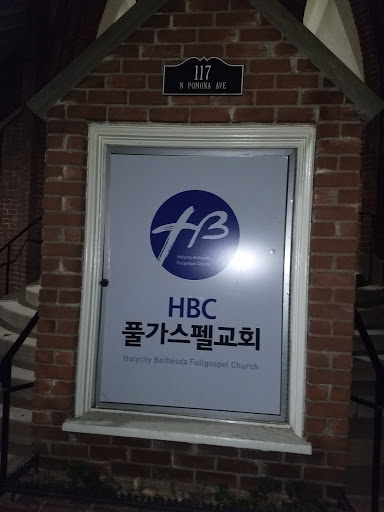 117
N POMONA AVE
HB
Holycity Bethesda
Fullgospel Church
HBC
풀가스펠교회
Holycity Bethesda Fullgospel Church